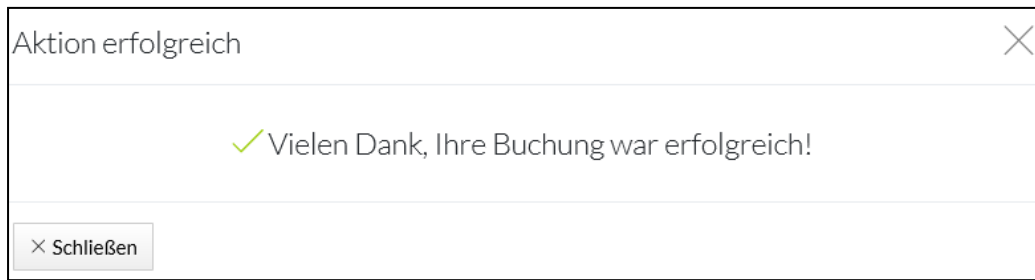 Aktion erfolgreich
Vielen Dank, Ihre Buchung war erfolgreich!
Schließen